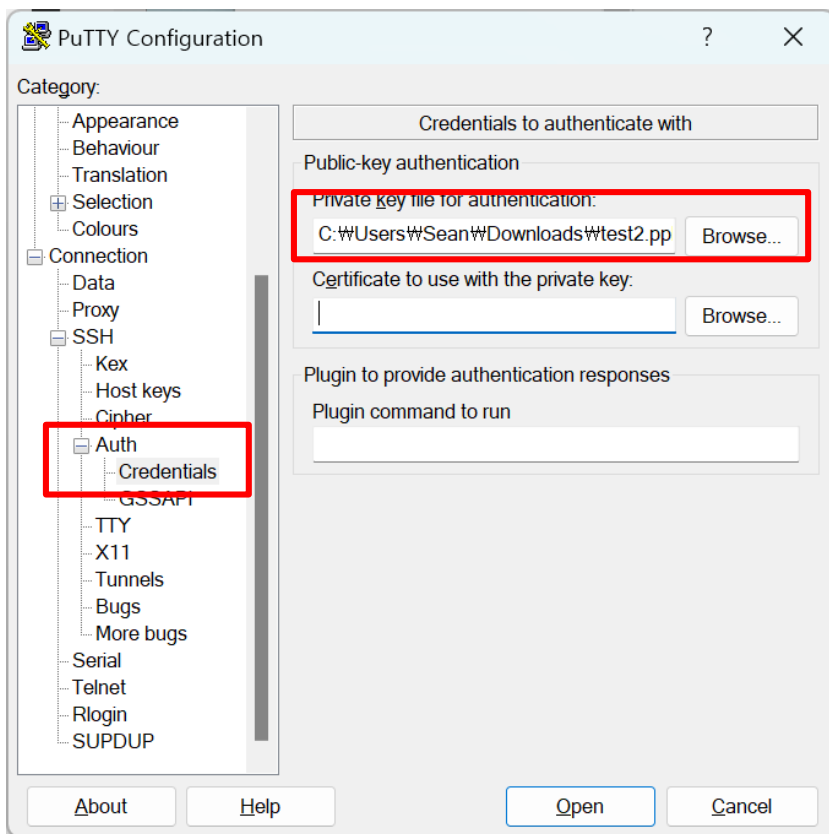 PuTTY Configuration
?
Category:
Appearance
Behaviour
Translation
Selection
Colours
Connection
Data
Proxy
SSH
Kex
Host keys
Cipher
Auth
Credentials
GSSAPI
TTY
X11
Tunnels
Bugs
More bugs
Serial
Telnet
Rlogin
SUPDUP
Credentials to authenticate with
Public-key authentication
Private key file for authentication:
C:₩Users₩Sean₩Downloads₩test2.pp
Browse...
Certificate to use with the private key:
Browse...
Plugin to provide authentication responses
Plugin command to run
About
Help
Open
Cancel